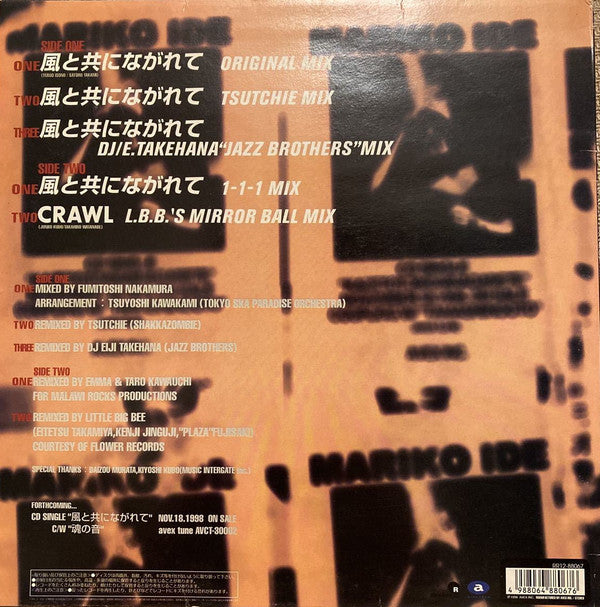 MARIKO IDE
SIDE ONE
ONE 風と共にながれて ORIGINAL MIX
TWO 風と共にながれて TSUTCHIE MIX
THREE 風と共にながれて
DJ/E.TAKEHANA"JAZZ BROTHERS"MIX
SIDE TWO
ONE 風と共にながれて 1-1-1 MIX
TWO CRAWL L.B.B.'S MIRROR BALL MIX
SIDE ONE
ONE MIXED BY FUMITOSHI NAKAMURA
ARRANGEMENT : TSUYOSHI KAWAKAMI (TOKYO SKA PARADISE ORCHESTRA)
TWO REMIXED BY TSUTCHIE (SHAKKAZOMBIE)
THREE REMIXED BY DJ EIJI TAKEHANA (JAZZ BROTHERS)
SIDE TWO
ONE REMIXED BY EMMA & TARO KAWAUCHI
FOR MALAWI ROCKS PRODUCTIONS
TWO REMIXED BY LITTLE BIG BEE
(EITETSU TAKAMIYA,KENJI JINGUJI,"PLAZA"FUJISAKI)
COURTESY OF FLOWER RECORDS
SPECIAL THANKS : DAIZOU MURATA,KIYOSHI KUBO(MUSIC INTERGATE inc.)
MARIKO IDE
FORTHCOMING...
CD SINGLE "風と共にながれて" NOV.18.1998 ON SALE
C/W "魂の音" avex tune AVCT-30002
RR12-88067
4 988064 880676
R a